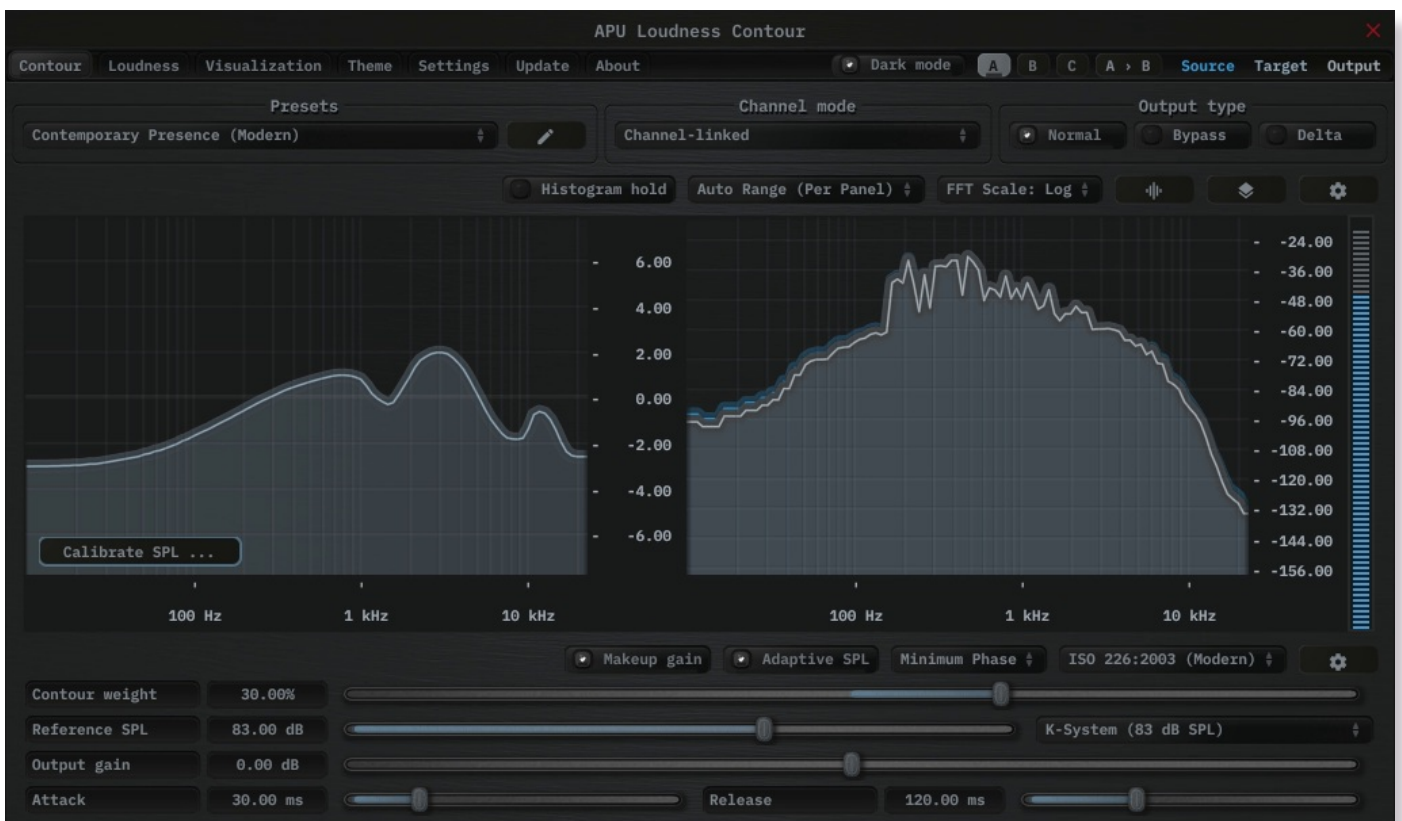 APU Loudness Contour
Contour Loudness Visualization Theme Settings Update About Dark mode A B C A › B Source Target Output
Presets Channel mode Output type
Contemporary Presence (Modern) Channel-linked Normal Bypass Delta
Histogram hold Auto Range (Per Panel) FFT Scale: Log
- 6.00
- 4.00
- 2.00
- 0.00
- -2.00
- -4.00
- -6.00
Calibrate SPL ...
100 Hz 1 kHz 10 kHz
- -24.00
- -36.00
- -48.00
- -60.00
- -72.00
- -84.00
- -96.00
- -108.00
- -120.00
- -132.00
- -144.00
- -156.00
100 Hz 1 kHz 10 kHz
Makeup gain Adaptive SPL Minimum Phase ISO 226:2003 (Modern)
Contour weight 30.00%
Reference SPL 83.00 dB K-System (83 dB SPL)
Output gain 0.00 dB
Attack 30.00 ms Release 120.00 ms